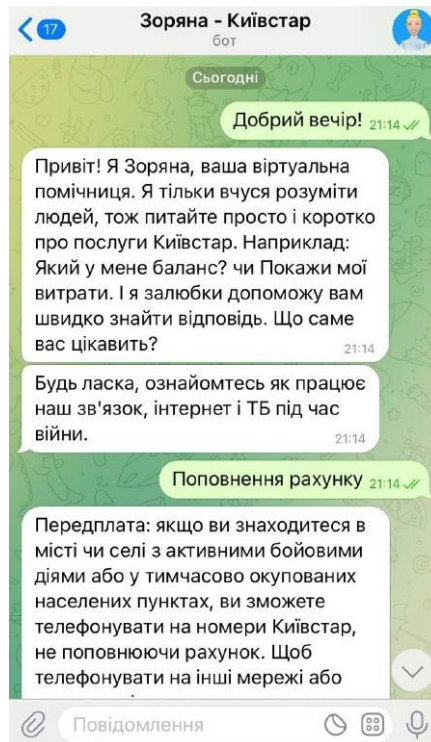 17
Зоряна - Київстар
бот
Сьогодні
Добрий вечір! 21:14
Привіт! Я Зоряна, ваша віртуальна
помічниця. Я тільки вчуся розуміти
людей, тож питайте просто і коротко
про послуги Київстар. Наприклад:
Який у мене баланс? чи Покажи мої
витрати. І я залюбки допоможу вам
швидко знайти відповідь. Що саме
вас цікавить?
21:14
Будь ласка, ознайомтесь як працює
наш зв'язок, інтернет і ТБ під час
війни.
21:14
Поповнення рахунку 21:14
Передплата: якщо ви знаходитеся в
місті чи селі з активними бойовими
діями або у тимчасово окупованих
населених пунктах, ви зможете
телефонувати на номери Київстар,
не поповнюючи рахунок. Щоб
телефонувати на інші мережі або
Повідомлення